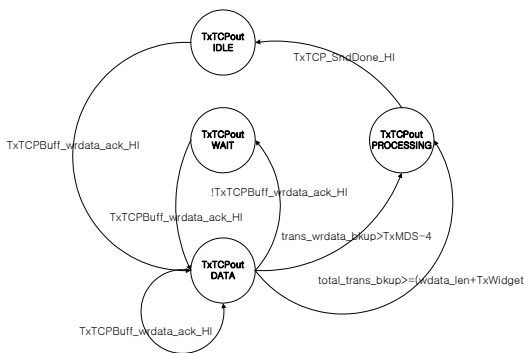 TxTCPout
IDLE
TxTCP_SndDone_HI
TxTCPout
WAIT
TxTCPout
PROCESSING
TxTCPBuff_wrdata_ack_HI
!TxTCPBuff_wrdata_ack_HI
TxTCPBuff_wrdata_ack_HI
trans_wrdata_bkup>TxMDS-4
TxTCPout
DATA
total_trans_bkup>=(wdata_len+TxWidget
TxTCPBuff_wrdata_ack_HI